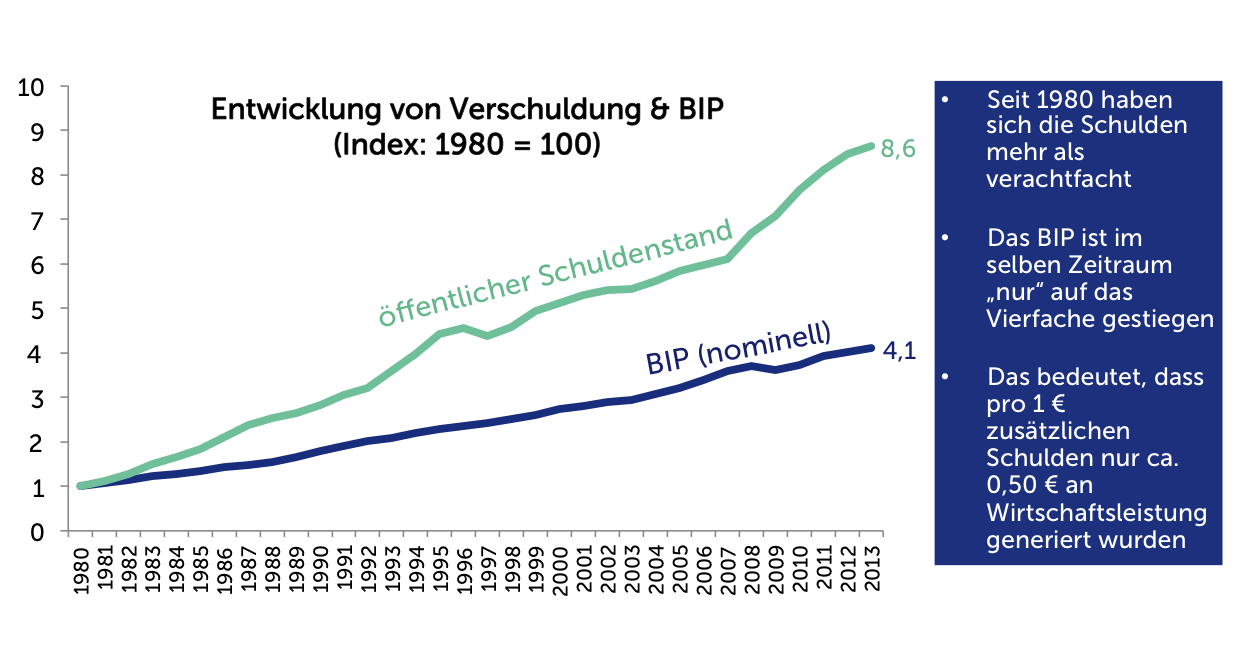 Entwicklung von Verschuldung & BIP
(Index: 1980 = 100)
10
9
8
7
6
5
4
3
2
1
0
öffentlicher Schuldenstand
8,6
BIP (nominell)
4,1
1980
1981
1982
1983
1984
1985
1986
1987
1988
1989
1990
1991
1992
1993
1994
1995
1996
1997
1998
1999
2000
2001
2002
2003
2004
2005
2006
2007
2008
2009
2010
2011
2012
2013
• Seit 1980 haben
sich die Schulden
mehr als
verachtfacht
• Das BIP ist im
selben Zeitraum
„nur“ auf das
Vierfache gestiegen
• Das bedeutet, dass
pro 1 €
zusätzlichen
Schulden nur ca.
0,50 € an
Wirtschaftsleistung
generiert wurden